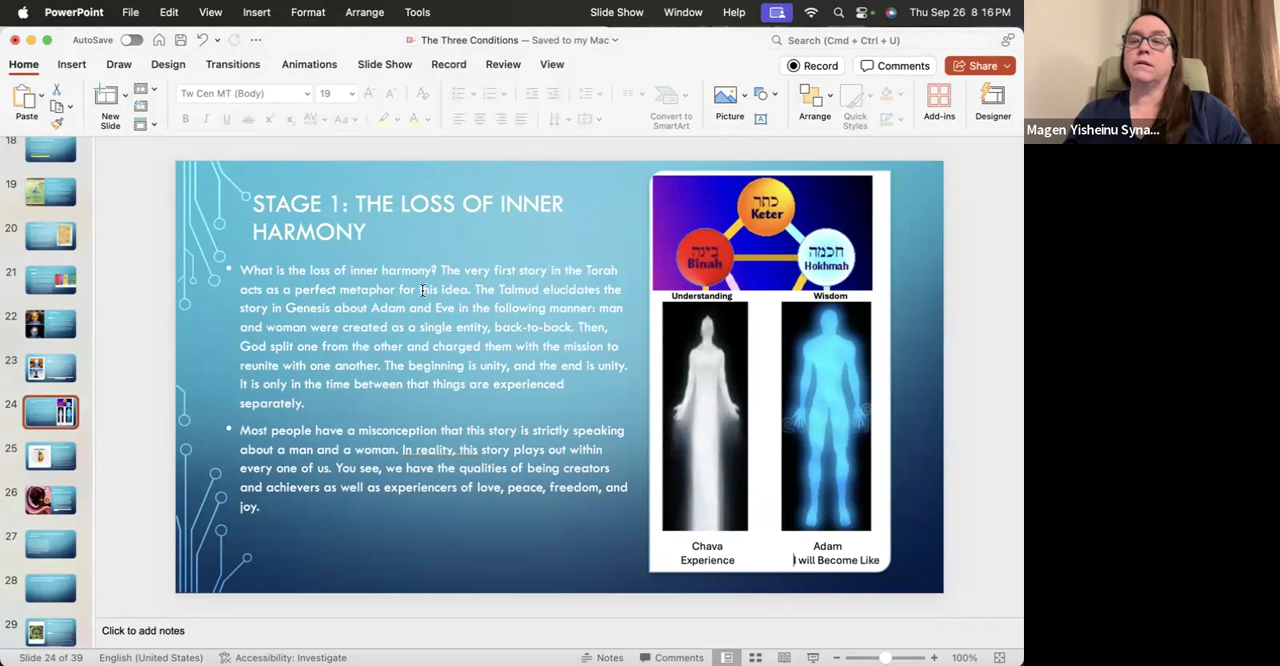 PowerPoint File Edit View Insert Format Arrange Tools Slide Show Window Help Thu Sep 26 8 16 PM
AutoSave The Three Conditions — Saved to my Mac Search (Cmd + Ctrl + U)
Home Insert Draw Design Transitions Animations Slide Show Record Review View Record Comments Share
Tw Cen MT (Body) 19
Paste New Slide Convert to SmartArt Picture Arrange Quick Styles Add-ins Designer
Magen Yisheinu Syna...
18
19
20
21
22
23
24
25
26
27
28
29
STAGE 1: THE LOSS OF INNER
HARMONY
• What is the loss of inner harmony? The very first story in the Torah
acts as a perfect metaphor for this idea. The Talmud elucidates the
story in Genesis about Adam and Eve in the following manner: man
and woman were created as a single entity, back-to-back. Then,
God split one from the other and charged them with the mission to
reunite with one another. The beginning is unity, and the end is unity.
It is only in the time between that things are experienced
separately.
• Most people have a misconception that this story is strictly speaking
about a man and a woman. In reality, this story plays out within
every one of us. You see, we have the qualities of being creators
and achievers as well as experiencers of love, peace, freedom, and
joy.
כתר
Keter
בינה
Binah
חכמה
Hokhmah
Understanding Wisdom
Chava Adam
Experience I will Become Like
Click to add notes
Slide 24 of 39 English (United States) Accessibility: Investigate Notes Comments 100%